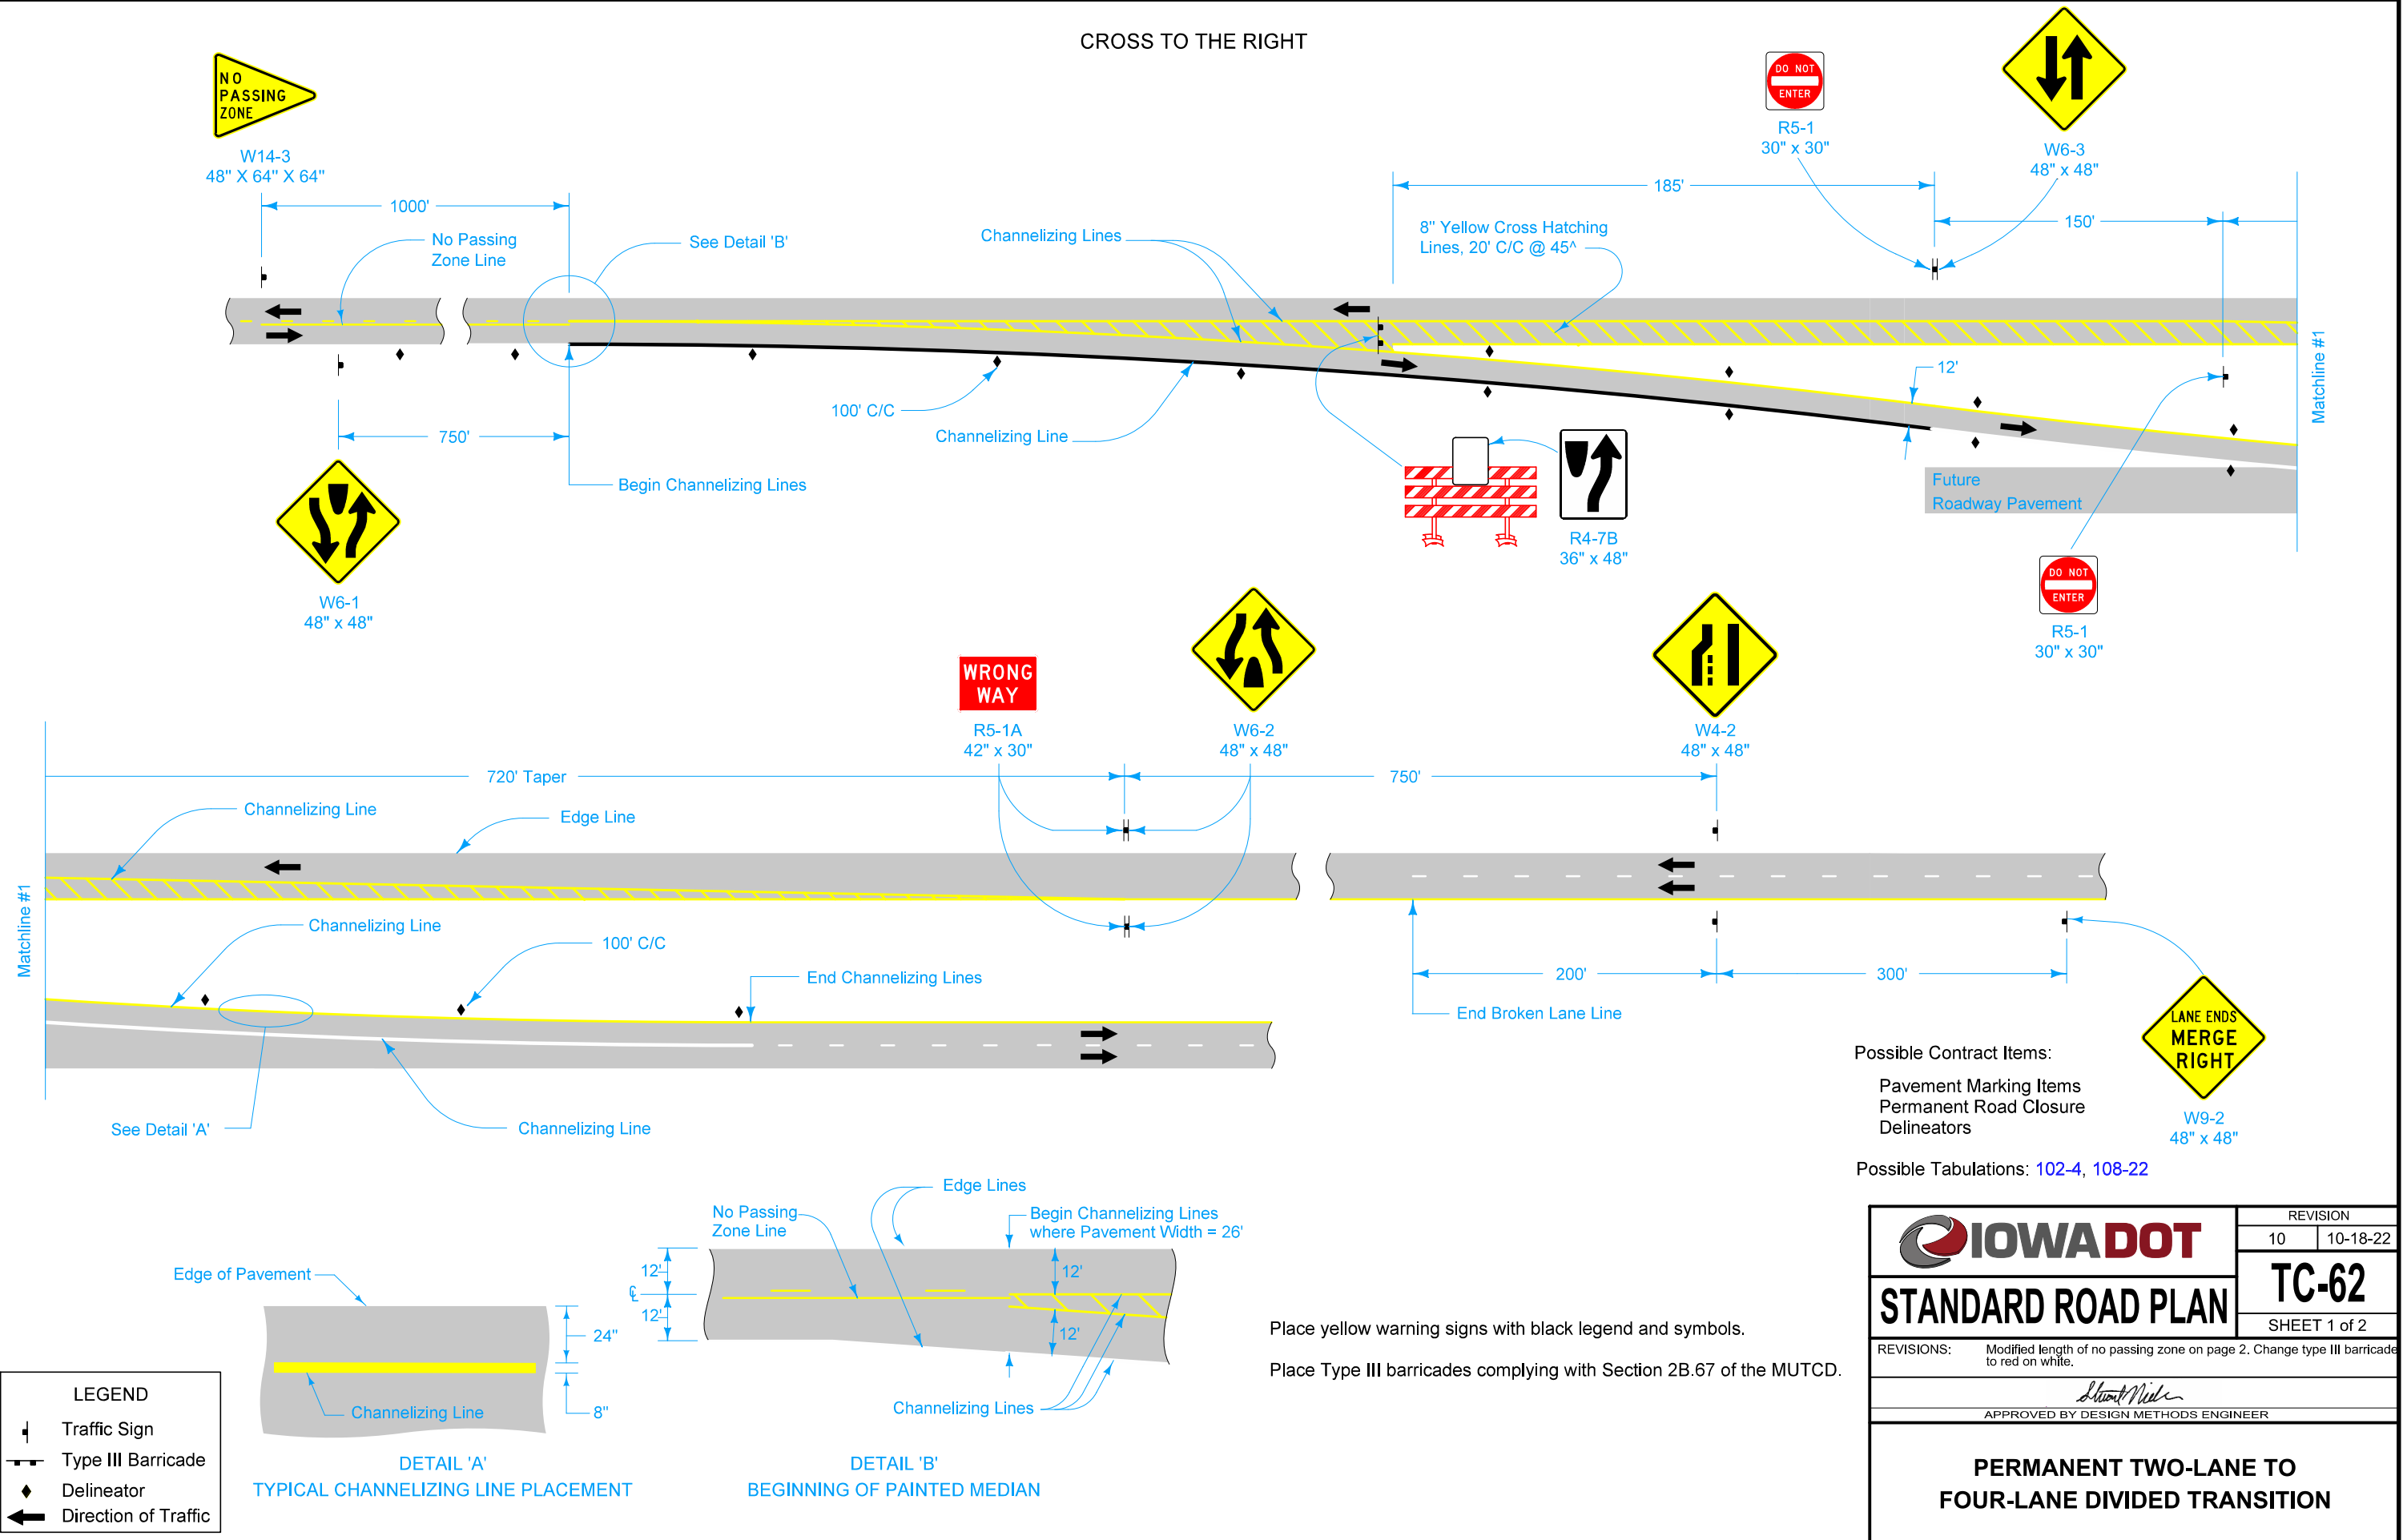 CROSS TO THE RIGHT
NO
PASSING
ZONE
W14-3
48" X 64" X 64"
1000'
No Passing
Zone Line
See Detail 'B'
Channelizing Lines
8" Yellow Cross Hatching
Lines, 20' C/C @ 45^
185'
DO NOT
ENTER
R5-1
30" x 30"
W6-3
48" x 48"
150'
Matchline #1
12'
750'
100' C/C
Channelizing Line
Begin Channelizing Lines
W6-1
48" x 48"
R4-7B
36" x 48"
Future
Roadway Pavement
DO NOT
ENTER
R5-1
30" x 30"
WRONG
WAY
R5-1A
42" x 30"
W6-2
48" x 48"
W4-2
48" x 48"
720' Taper
750'
Channelizing Line
Edge Line
Matchline #1
Channelizing Line
100' C/C
End Channelizing Lines
200'
300'
End Broken Lane Line
See Detail 'A'
Channelizing Line
LANE ENDS
MERGE
RIGHT
W9-2
48" x 48"
Possible Contract Items:
Pavement Marking Items
Permanent Road Closure
Delineators
Possible Tabulations: 102-4, 108-22
Edge of Pavement
24"
Channelizing Line
8"
DETAIL 'A'
TYPICAL CHANNELIZING LINE PLACEMENT
No Passing
Zone Line
Edge Lines
Begin Channelizing Lines
where Pavement Width = 26'
12'
12'
℄
12'
12'
Channelizing Lines
DETAIL 'B'
BEGINNING OF PAINTED MEDIAN
Place yellow warning signs with black legend and symbols.
Place Type III barricades complying with Section 2B.67 of the MUTCD.
LEGEND
Traffic Sign
Type III Barricade
Delineator
Direction of Traffic
IOWADOT
REVISION
10
10-18-22
STANDARD ROAD PLAN
TC-62
SHEET 1 of 2
REVISIONS: Modified length of no passing zone on page 2. Change type III barricade
to red on white.
APPROVED BY DESIGN METHODS ENGINEER
PERMANENT TWO-LANE TO
FOUR-LANE DIVIDED TRANSITION